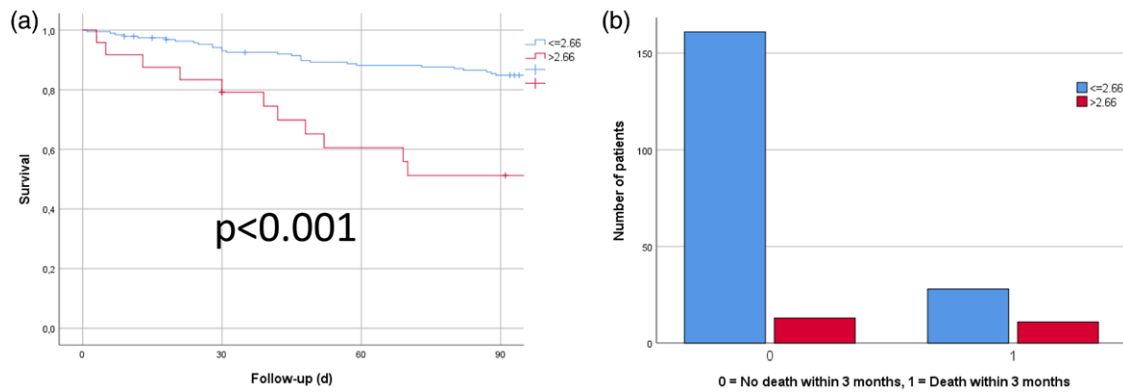 (a)
1,0
0,8
0,6
0,4
0,2
0,0
Survival
p<0.001
<=2.66
>2.66
0
30
60
90
Follow-up (d)
(b)
150
100
50
0
Number of patients
<=2.66
>2.66
0
1
0 = No death within 3 months, 1 = Death within 3 months